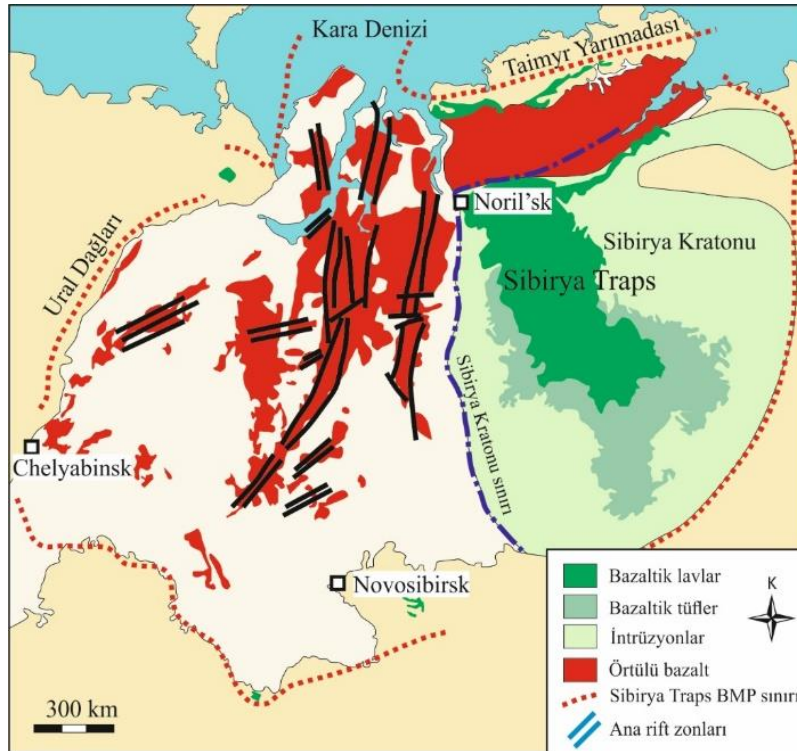 Kara Denizi
Taimyr Yarımadası
Ural Dağları
Noril'sk
Sibirya Kratonu
Sibirya Traps
Sibirya Kratonu sınırı
Chelyabinsk
Novosibirsk
300 km
Bazaltik lavlar
Bazaltik tüfler
İntrüzyonlar
Örtülü bazalt
Sibirya Traps BMP sınırı
Ana rift zonları
K